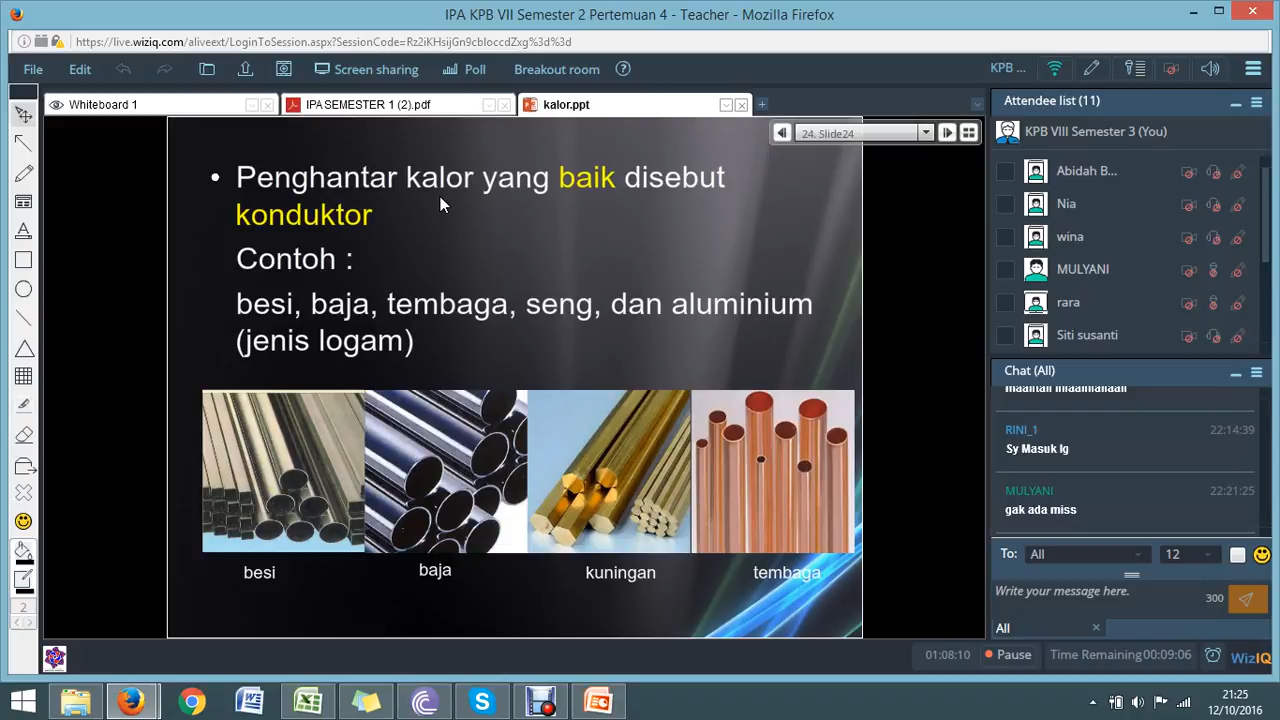 IPA KPB VII Semester 2 Pertemuan 4 - Teacher - Mozilla Firefox
https://live.wiziq.com/aliveext/LoginToSession.aspx?SessionCode=Rz2iKHsijGn9cbloccdZxg%3d%3d
File Edit Screen sharing Poll Breakout room KPB ...
Whiteboard 1
IPA SEMESTER 1 (2).pdf
kalor.ppt
24. Slide24
• Penghantar kalor yang baik disebut
konduktor
Contoh :
besi, baja, tembaga, seng, dan aluminium
(jenis logam)
besi baja kuningan tembaga
2
Attendee list (11)
KPB VIII Semester 3 (You)
Abidah B...
Nia
wina
MULYANI
rara
Siti susanti
Chat (All)
RINI_1 22:14:39
Sy Masuk lg
MULYANI 22:21:25
gak ada miss
To: All 12
Write your message here. 300
All
01:08:10 Pause Time Remaining 00:09:06 WizIQ
21:25
12/10/2016